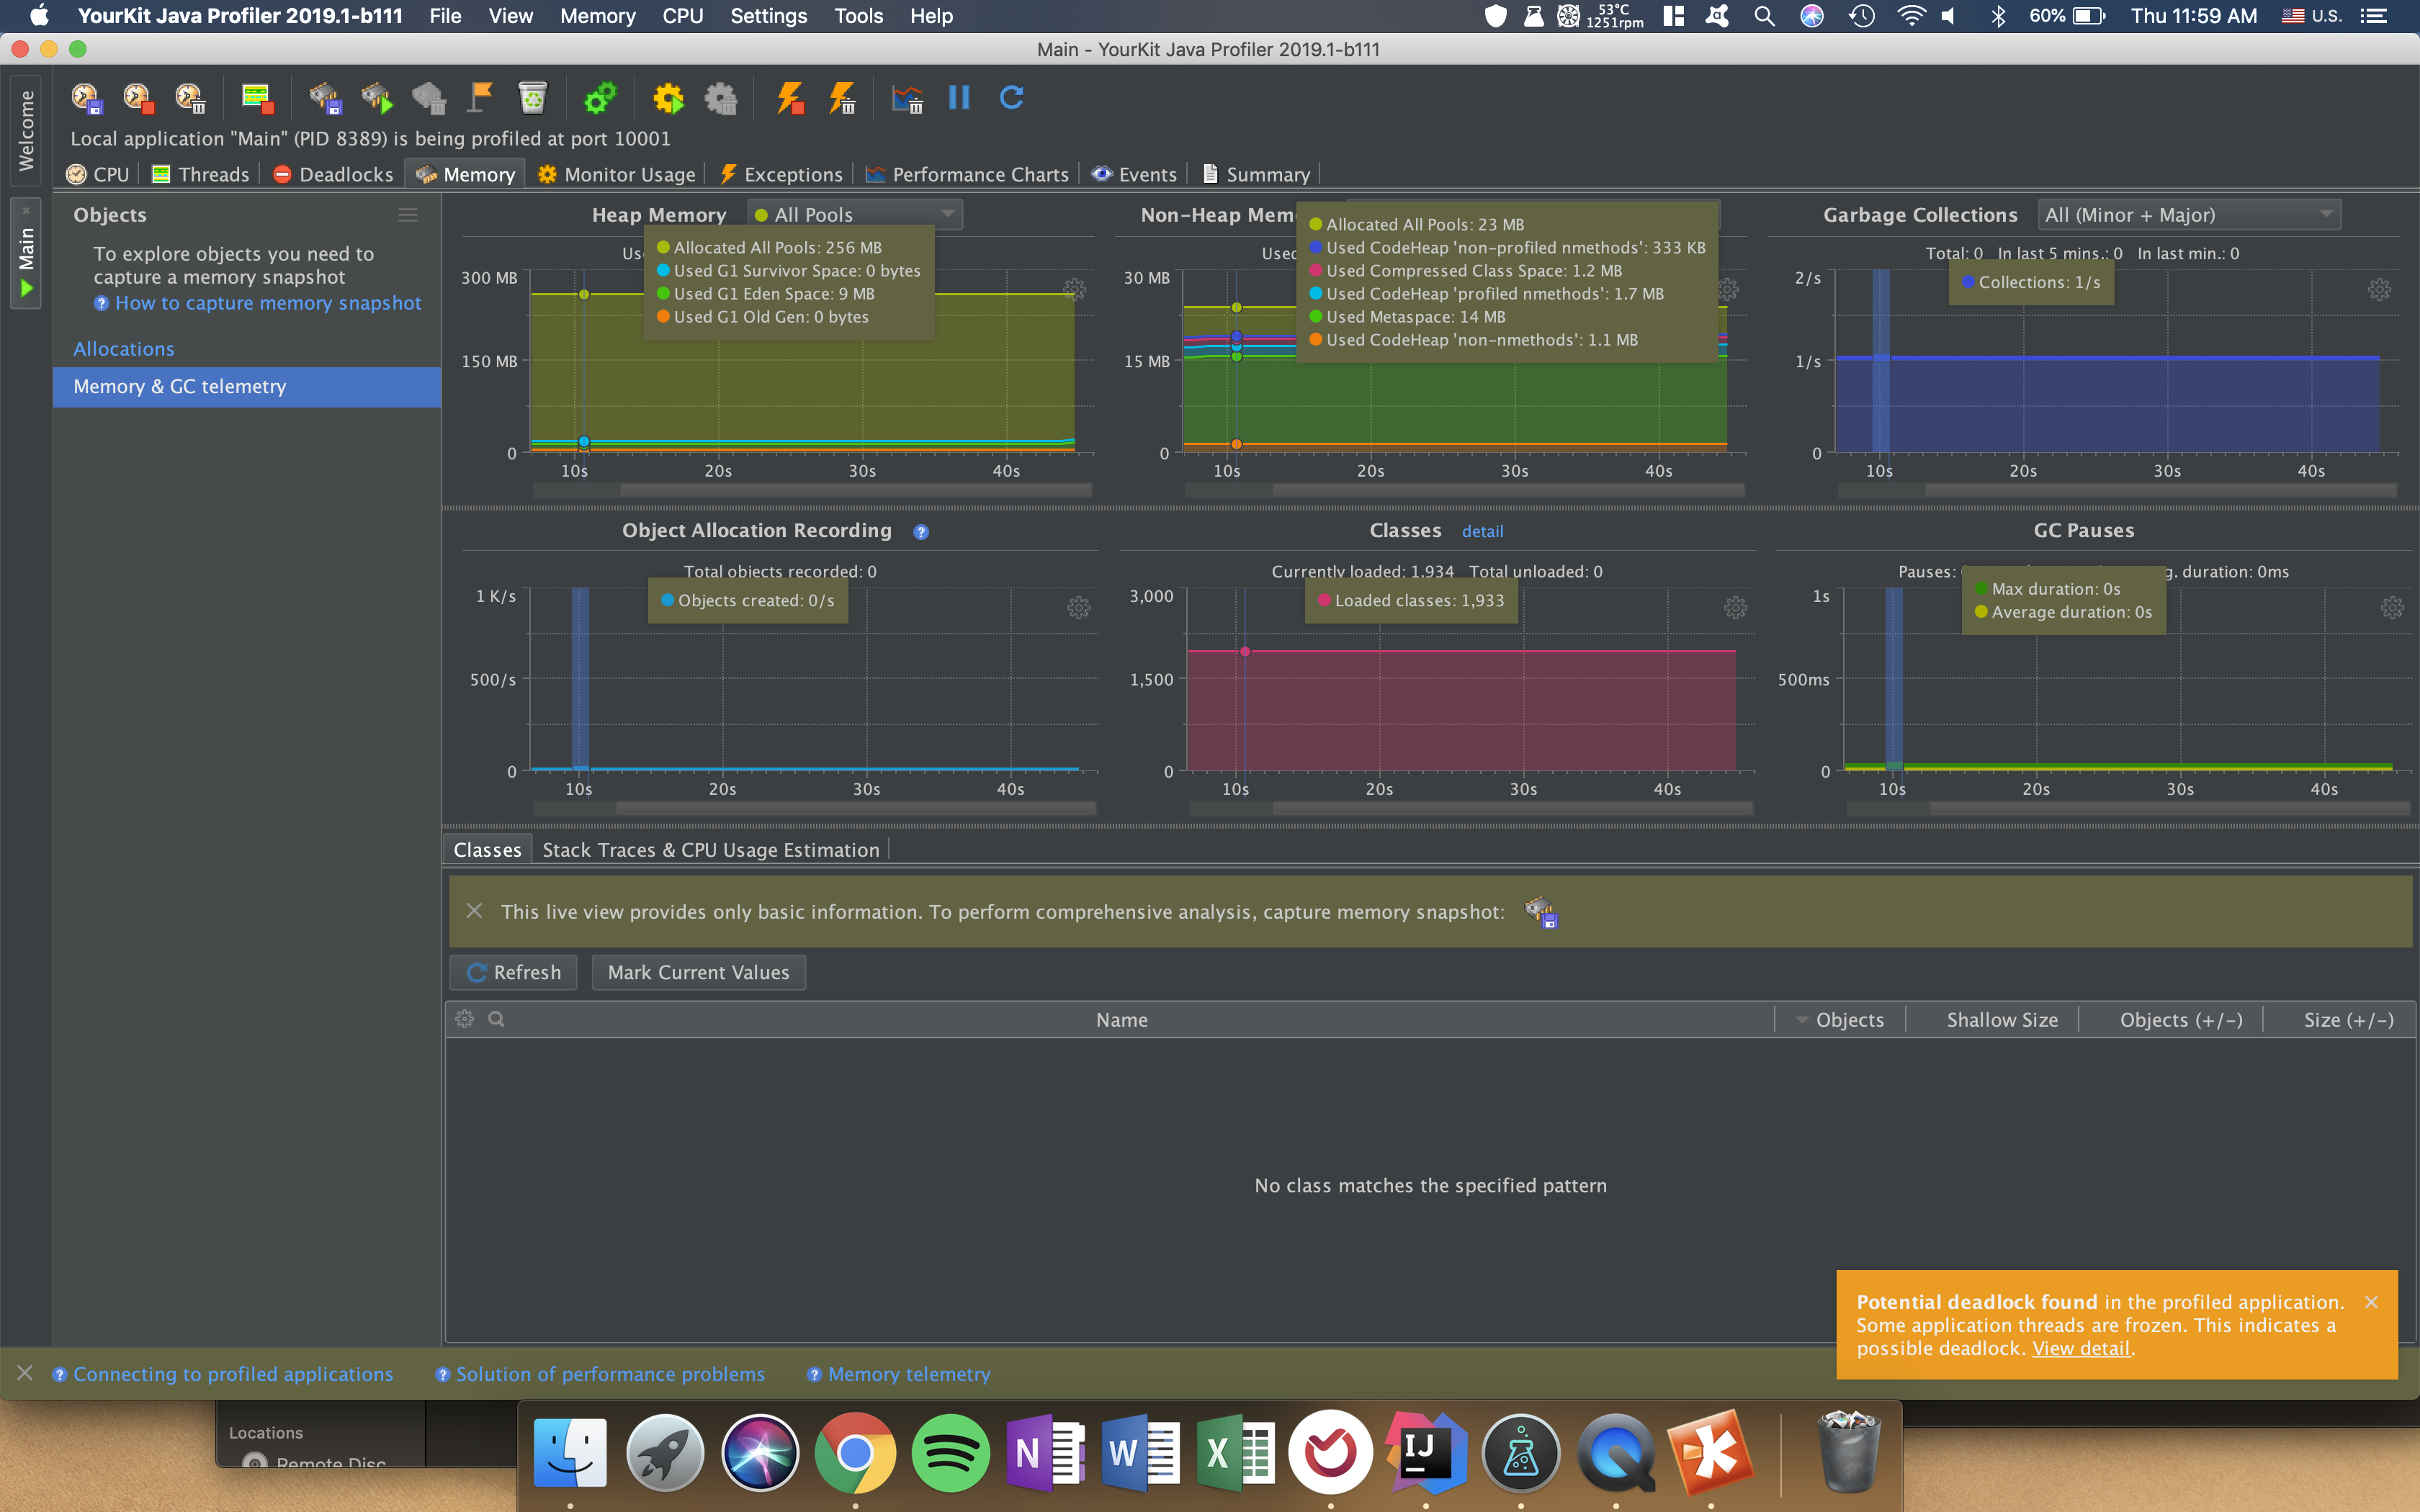 YourKit Java Profiler 2019.1-b111 File View Memory CPU Settings Tools Help 53°C 1251rpm 60% Thu 11:59 AM U.S.
Main - YourKit Java Profiler 2019.1-b111
Welcome
Main
Local application "Main" (PID 8389) is being profiled at port 10001
CPU Threads Deadlocks Memory Monitor Usage Exceptions Performance Charts Events Summary
Objects
To explore objects you need to
capture a memory snapshot
? How to capture memory snapshot
Allocations
Memory & GC telemetry
Heap Memory All Pools
Allocated All Pools: 256 MB
Used G1 Survivor Space: 0 bytes
Used G1 Eden Space: 9 MB
Used G1 Old Gen: 0 bytes
300 MB
150 MB
0
10s 20s 30s 40s
Non-Heap Mem
Used
Allocated All Pools: 23 MB
Used CodeHeap 'non-profiled nmethods': 333 KB
Used Compressed Class Space: 1.2 MB
Used CodeHeap 'profiled nmethods': 1.7 MB
Used Metaspace: 14 MB
Used CodeHeap 'non-nmethods': 1.1 MB
30 MB
15 MB
0
10s 20s 30s 40s
Garbage Collections All (Minor + Major)
Total: 0 In last 5 mins.: 0 In last min.: 0
Collections: 1/s
2/s
1/s
0
10s 20s 30s 40s
Object Allocation Recording ?
Total objects recorded: 0
Objects created: 0/s
1 K/s
500/s
0
10s 20s 30s 40s
Classes detail
Currently loaded: 1,934 Total unloaded: 0
Loaded classes: 1,933
3,000
1,500
0
10s 20s 30s 40s
GC Pauses
Pauses: g. duration: 0ms
Max duration: 0s
Average duration: 0s
1s
500ms
0
10s 20s 30s 40s
Classes Stack Traces & CPU Usage Estimation
This live view provides only basic information. To perform comprehensive analysis, capture memory snapshot:
Refresh Mark Current Values
Name Objects Shallow Size Objects (+/−) Size (+/−)
No class matches the specified pattern
Potential deadlock found in the profiled application.
Some application threads are frozen. This indicates a
possible deadlock. View detail.
? Connecting to profiled applications ? Solution of performance problems ? Memory telemetry
Locations
Remote Disc
N W X IJ